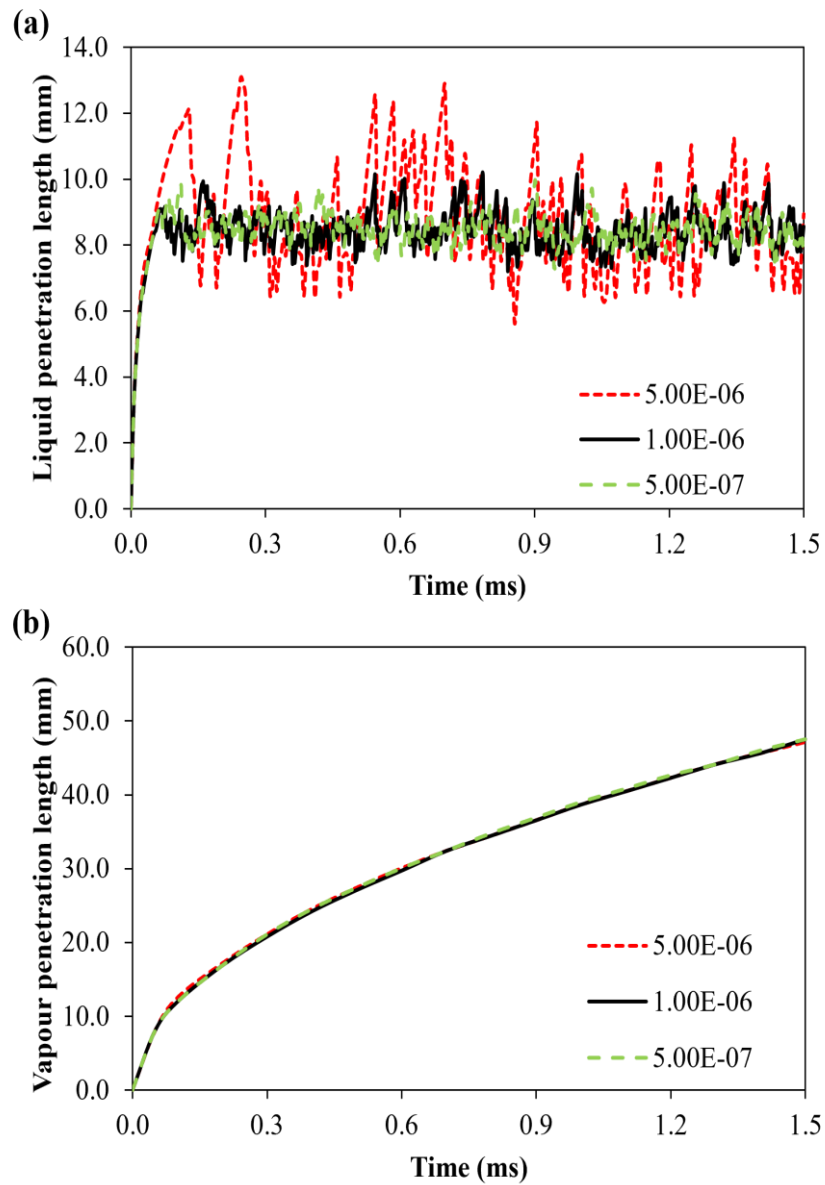 (a)
14.0
12.0
10.0
8.0
6.0
4.0
2.0
0.0
Liquid penetration length (mm)
5.00E-06
1.00E-06
5.00E-07
0.0 0.3 0.6 0.9 1.2 1.5
Time (ms)
(b)
60.0
50.0
40.0
30.0
20.0
10.0
0.0
Vapour penetration length (mm)
5.00E-06
1.00E-06
5.00E-07
0.0 0.3 0.6 0.9 1.2 1.5
Time (ms)